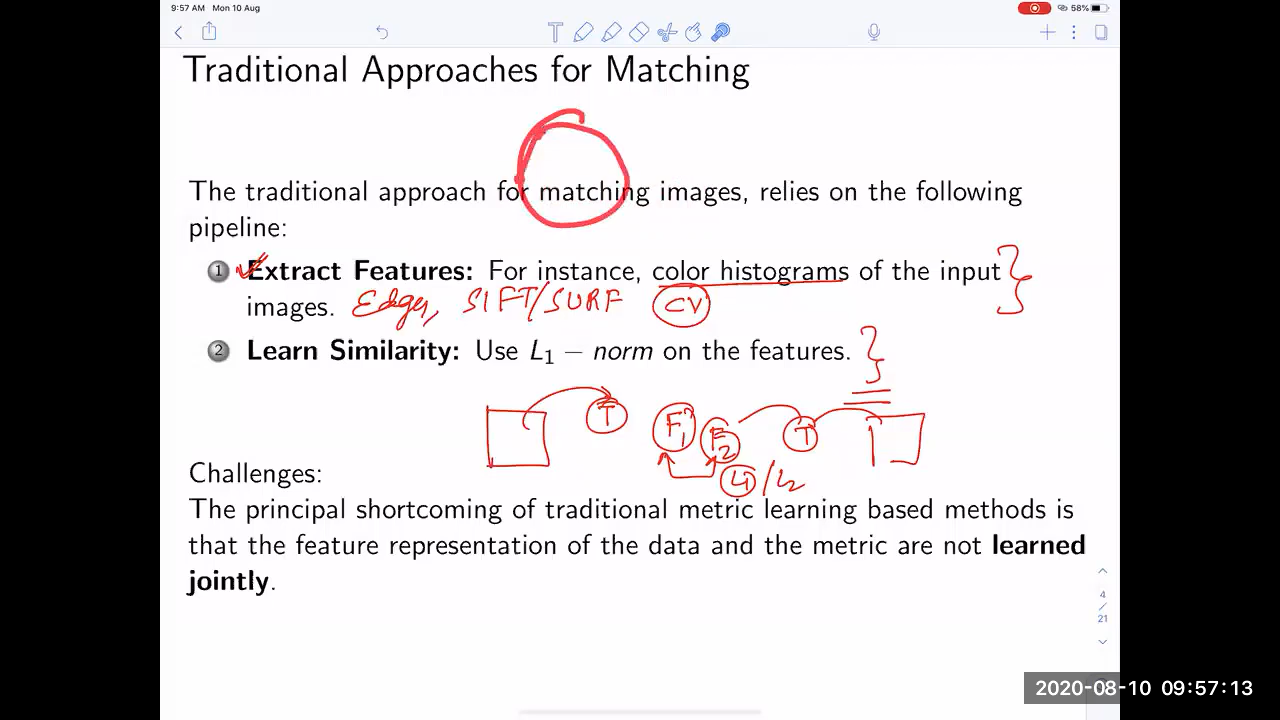 9:57 AM Mon 10 Aug
58%
Traditional Approaches for Matching
The traditional approach for matching images, relies on the following
pipeline:
1 Extract Features: For instance, color histograms of the input
images. Edges, SIFT/SURF CV
2 Learn Similarity: Use L₁ − norm on the features.
T F₁ F₂ T
L1/L2
Challenges:
The principal shortcoming of traditional metric learning based methods is
that the feature representation of the data and the metric are not learned
jointly.
4
/
21
2020-08-10 09:57:13